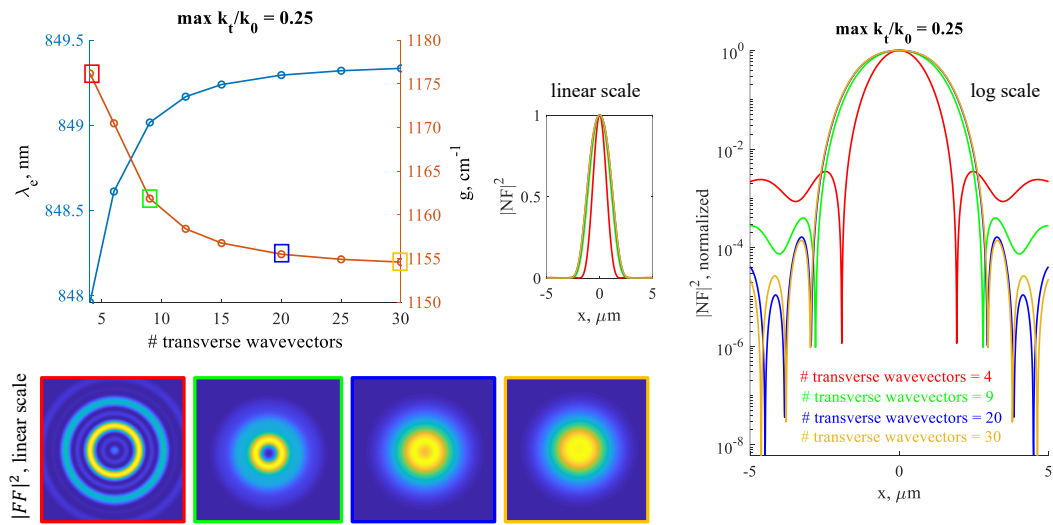 max k_t/k_0 = 0.25
849.5
849
848.5
848
λ_e, nm
1180
1175
1170
1165
1160
1155
1150
g, cm^-1
5 10 15 20 25 30
# transverse wavevectors
linear scale
1
0.5
0
|NF|^2
-5 0 5
x, μm
max k_t/k_0 = 0.25
log scale
10^0
10^-2
10^-4
10^-6
10^-8
|NF|^2, normalized
# transverse wavevectors = 4
# transverse wavevectors = 9
# transverse wavevectors = 20
# transverse wavevectors = 30
-5 0 5
x, μm
|FF|^2, linear scale